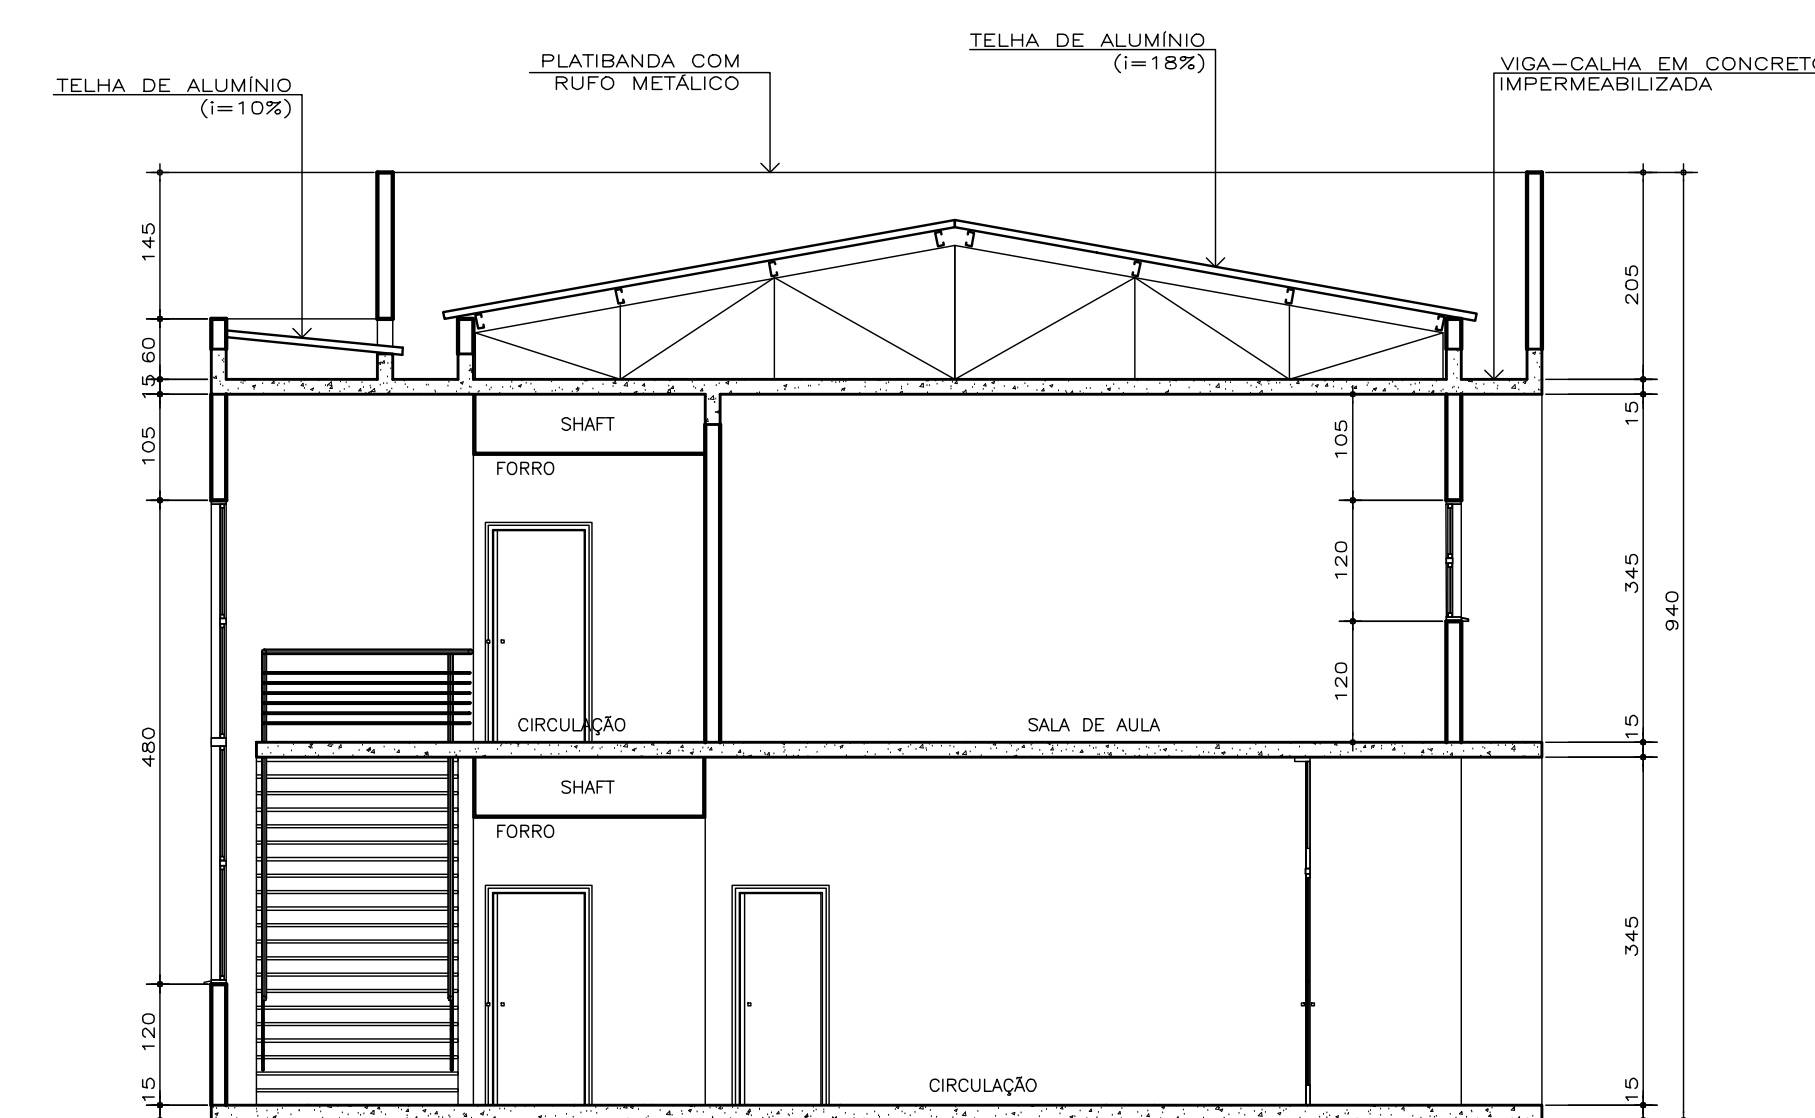 TELHA DE ALUMÍNIO
(i=18%)
PLATIBANDA COM
RUFO METÁLICO
VIGA-CALHA EM CONCRETO
IMPERMEABILIZADA
TELHA DE ALUMÍNIO
(i=10%)
145
205
60
15
15
105
SHAFT
105
FORRO
120
345
940
120
480
CIRCULAÇÃO
SALA DE AULA
15
SHAFT
FORRO
345
120
15
CIRCULAÇÃO
15